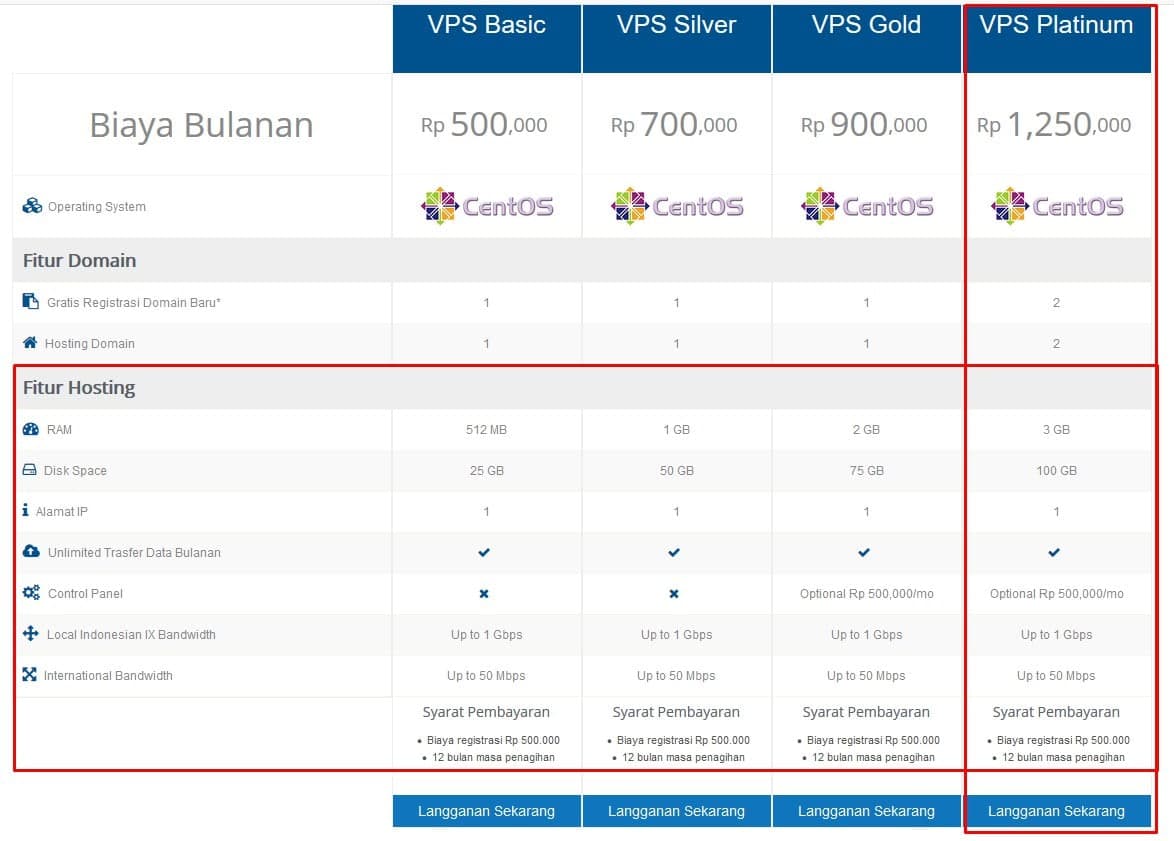 VPS Basic VPS Silver VPS Gold VPS Platinum
Biaya Bulanan Rp 500,000 Rp 700,000 Rp 900,000 Rp 1,250,000
Operating System CentOS CentOS CentOS CentOS
Fitur Domain
Gratis Registrasi Domain Baru* 1 1 1 2
Hosting Domain 1 1 1 2
Fitur Hosting
RAM 512 MB 1 GB 2 GB 3 GB
Disk Space 25 GB 50 GB 75 GB 100 GB
Alamat IP 1 1 1 1
Unlimited Trasfer Data Bulanan
Control Panel Optional Rp 500,000/mo Optional Rp 500,000/mo
Local Indonesian IX Bandwidth Up to 1 Gbps Up to 1 Gbps Up to 1 Gbps Up to 1 Gbps
International Bandwidth Up to 50 Mbps Up to 50 Mbps Up to 50 Mbps Up to 50 Mbps
Syarat Pembayaran Syarat Pembayaran Syarat Pembayaran Syarat Pembayaran
• Biaya registrasi Rp 500.000 • Biaya registrasi Rp 500.000 • Biaya registrasi Rp 500.000 • Biaya registrasi Rp 500.000
• 12 bulan masa penagihan • 12 bulan masa penagihan • 12 bulan masa penagihan • 12 bulan masa penagihan
Langganan Sekarang Langganan Sekarang Langganan Sekarang Langganan Sekarang